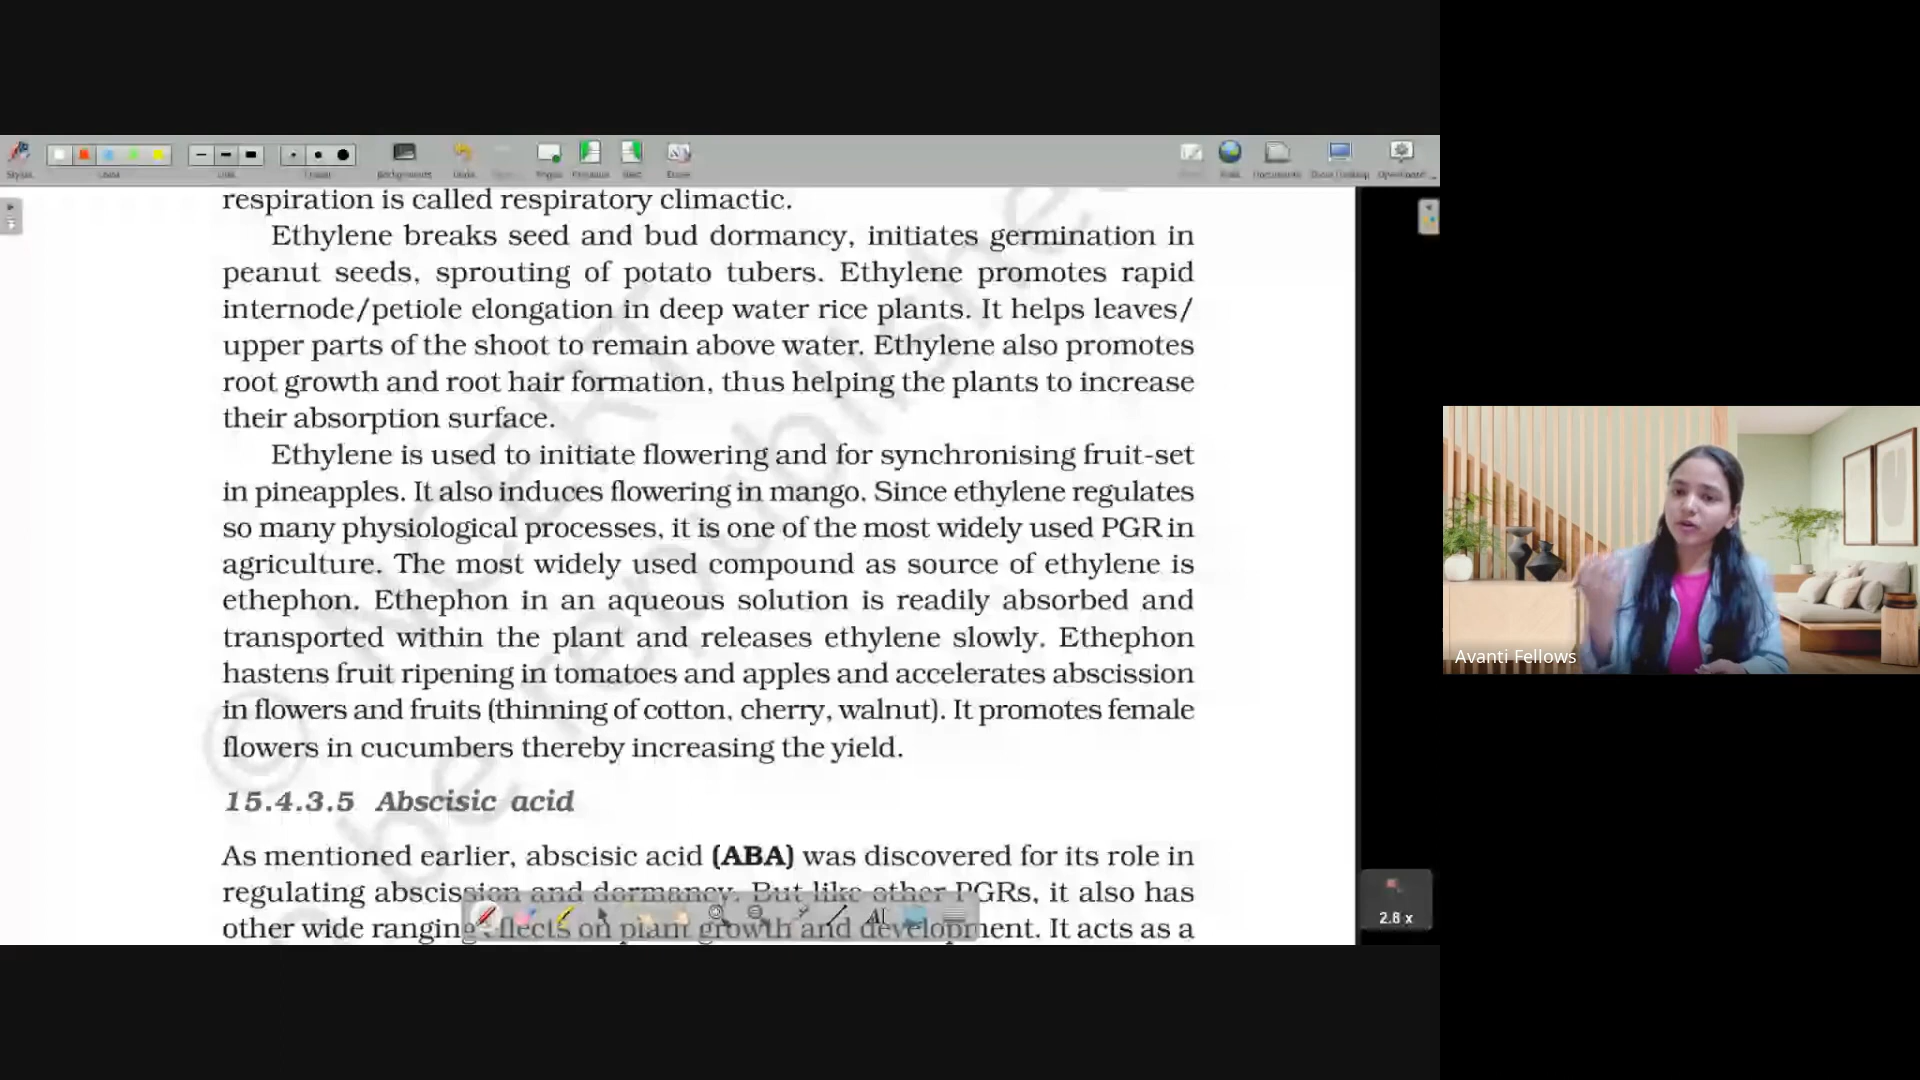 respiration is called respiratory climactic.
Ethylene breaks seed and bud dormancy, initiates germination in
peanut seeds, sprouting of potato tubers. Ethylene promotes rapid
internode/petiole elongation in deep water rice plants. It helps leaves/
upper parts of the shoot to remain above water. Ethylene also promotes
root growth and root hair formation, thus helping the plants to increase
their absorption surface.
Ethylene is used to initiate flowering and for synchronising fruit-set
in pineapples. It also induces flowering in mango. Since ethylene regulates
so many physiological processes, it is one of the most widely used PGR in
agriculture. The most widely used compound as source of ethylene is
ethephon. Ethephon in an aqueous solution is readily absorbed and
transported within the plant and releases ethylene slowly. Ethephon
hastens fruit ripening in tomatoes and apples and accelerates abscission
in flowers and fruits (thinning of cotton, cherry, walnut). It promotes female
flowers in cucumbers thereby increasing the yield.
15.4.3.5 Abscisic acid
As mentioned earlier, abscisic acid (ABA) was discovered for its role in
regulating abscission and dormancy. But like other PGRs, it also has
other wide ranging effects on plant growth and development. It acts as a
© NCERT
be republished
Avanti Fellows
2.8 x
Backgrounds
Undo
Pages
Previous
Next
Erase
Documents